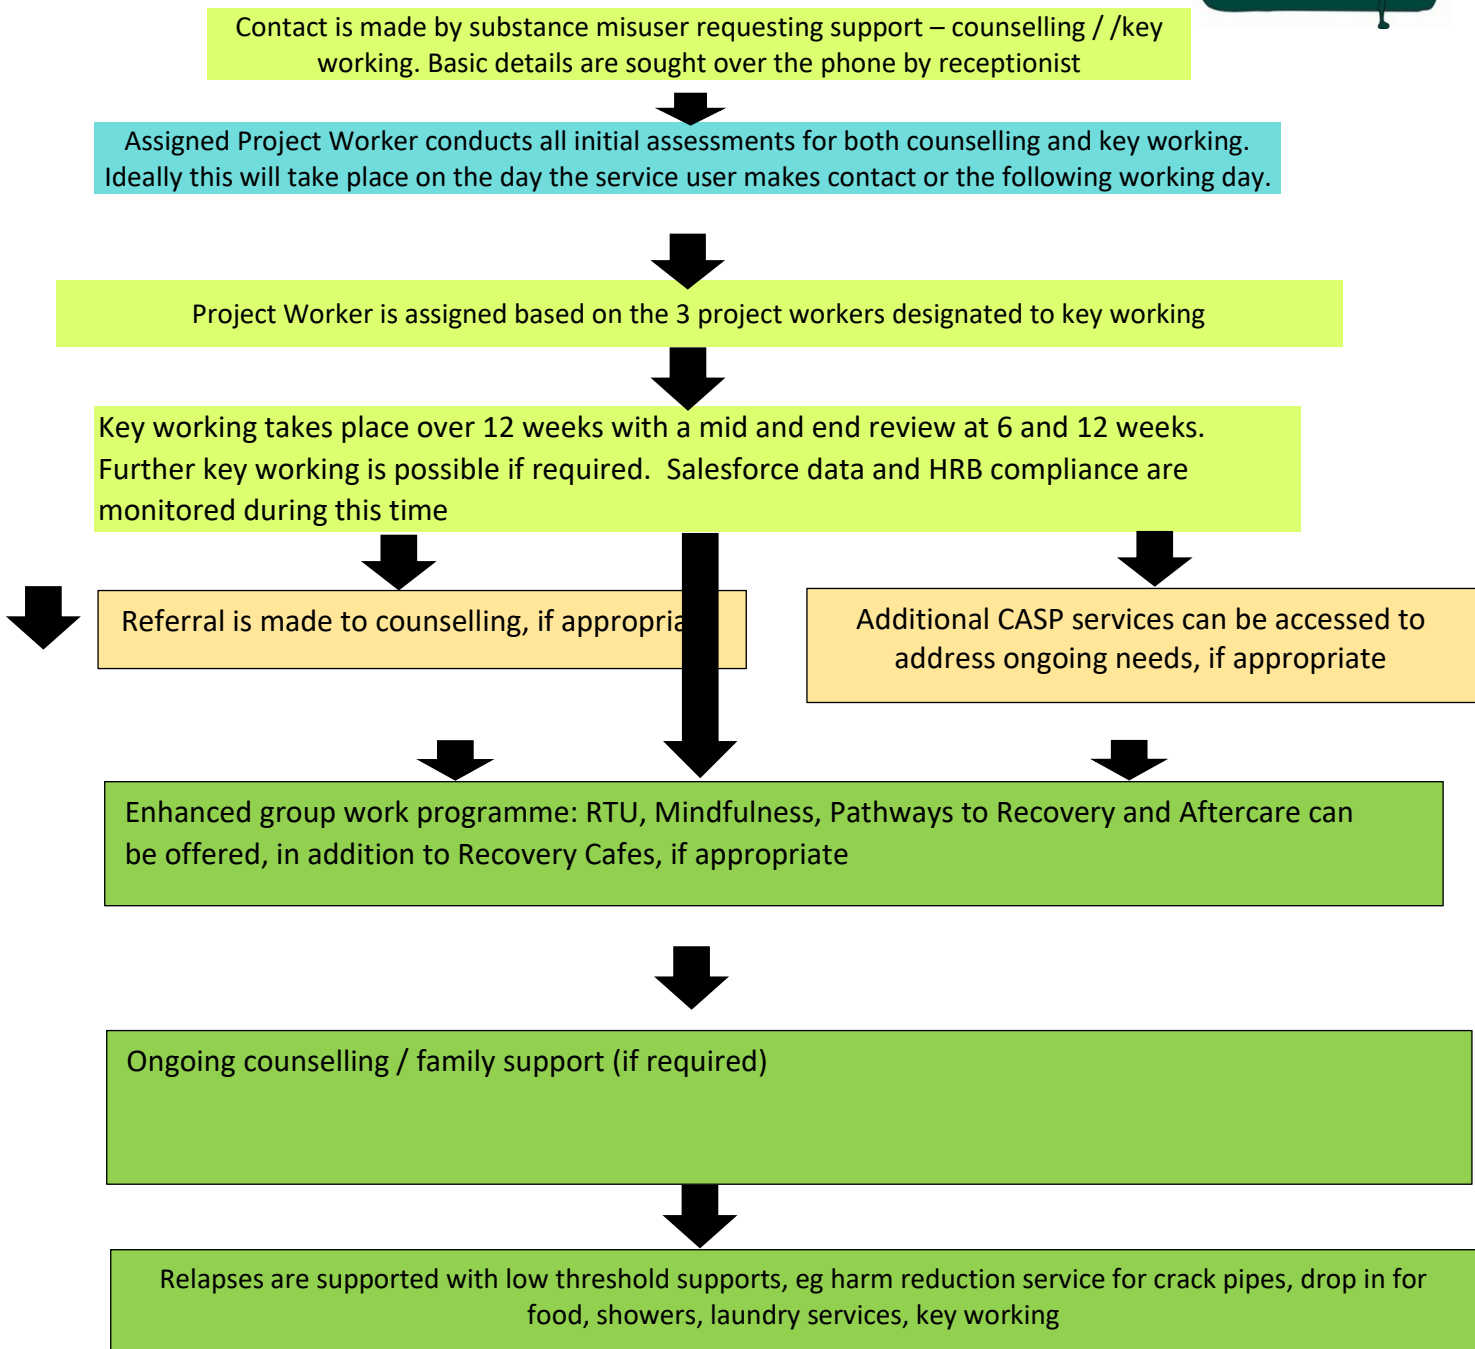 Contact is made by substance misuser requesting support – counselling / /key
working. Basic details are sought over the phone by receptionist
Assigned Project Worker conducts all initial assessments for both counselling and key working.
Ideally this will take place on the day the service user makes contact or the following working day.
Project Worker is assigned based on the 3 project workers designated to key working
Key working takes place over 12 weeks with a mid and end review at 6 and 12 weeks.
Further key working is possible if required.  Salesforce data and HRB compliance are
monitored during this time
Referral is made to counselling, if appropria
Additional CASP services can be accessed to
address ongoing needs, if appropriate
Enhanced group work programme: RTU, Mindfulness, Pathways to Recovery and Aftercare can
be offered, in addition to Recovery Cafes, if appropriate
Ongoing counselling / family support (if required)
Relapses are supported with low threshold supports, eg harm reduction service for crack pipes, drop in for
food, showers, laundry services, key working